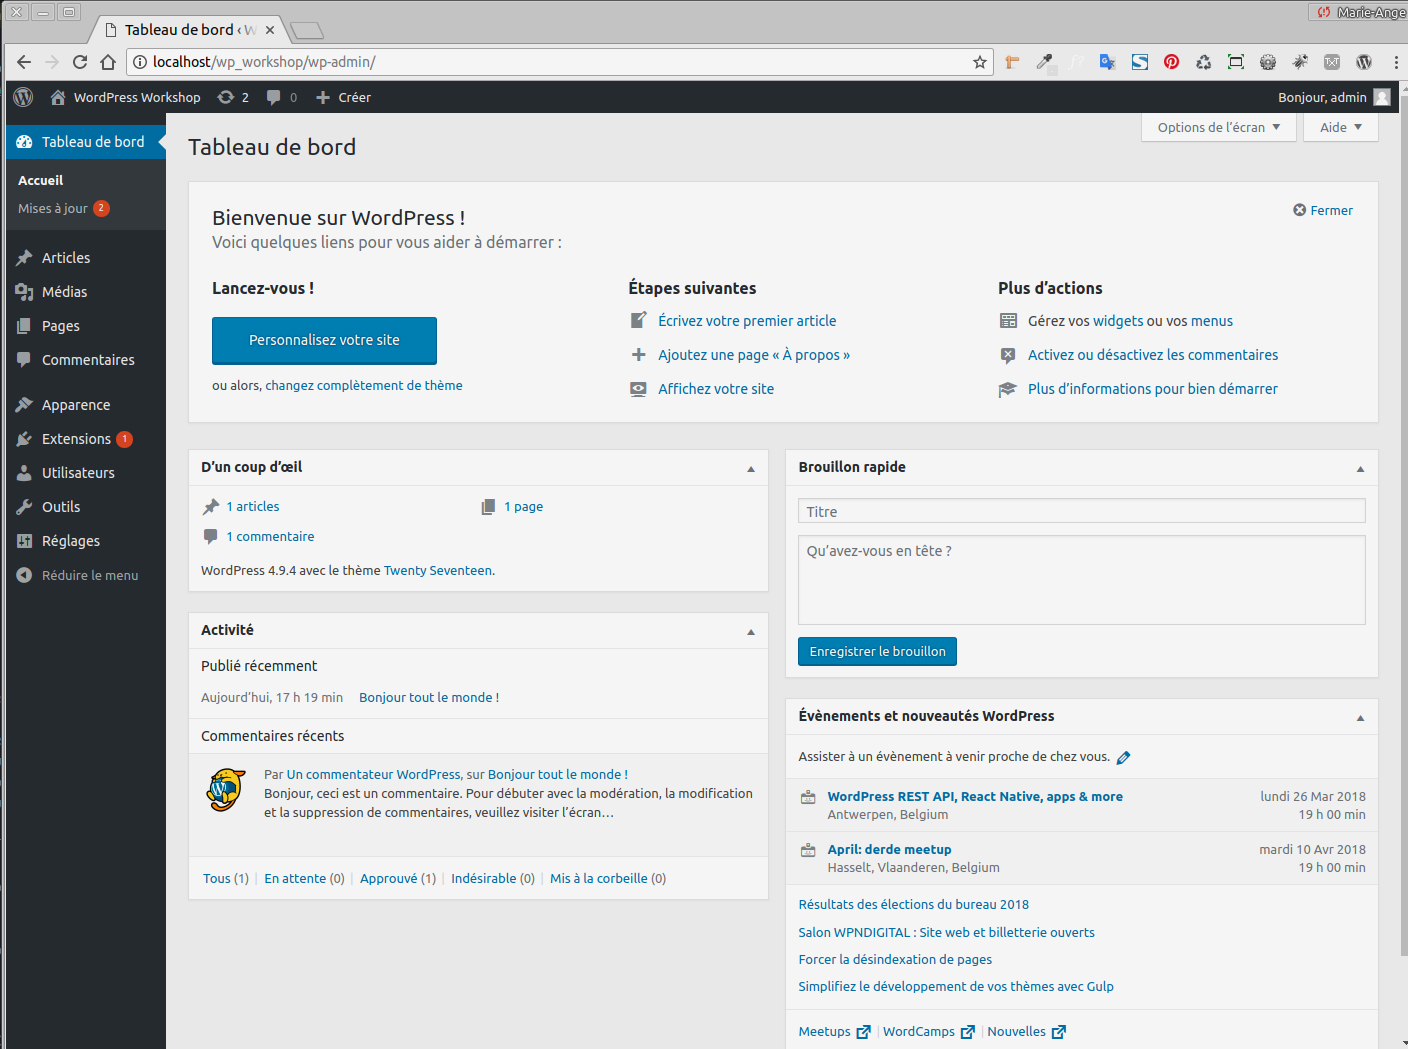 Marie-Ange
Tableau de bord ‹ W
localhost/wp_workshop/wp-admin/
WordPress Workshop 2 0 Créer Bonjour, admin
Tableau de bord
Accueil
Mises à jour 2
Articles
Médias
Pages
Commentaires
Apparence
Extensions 1
Utilisateurs
Outils
Réglages
Réduire le menu
Options de l’écran Aide
Tableau de bord
Bienvenue sur WordPress !
Fermer
Voici quelques liens pour vous aider à démarrer :
Lancez-vous !
Personnalisez votre site
ou alors, changez complètement de thème
Étapes suivantes
Écrivez votre premier article
Ajoutez une page « À propos »
Affichez votre site
Plus d’actions
Gérez vos widgets ou vos menus
Activez ou désactivez les commentaires
Plus d’informations pour bien démarrer
D’un coup d’œil
1 articles 1 page
1 commentaire
WordPress 4.9.4 avec le thème Twenty Seventeen.
Activité
Publié récemment
Aujourd’hui, 17 h 19 min Bonjour tout le monde !
Commentaires récents
Par Un commentateur WordPress, sur Bonjour tout le monde !
Bonjour, ceci est un commentaire. Pour débuter avec la modération, la modification
et la suppression de commentaires, veuillez visiter l’écran…
Tous (1) | En attente (0) | Approuvé (1) | Indésirable (0) | Mis à la corbeille (0)
Brouillon rapide
Titre
Qu’avez-vous en tête ?
Enregistrer le brouillon
Évènements et nouveautés WordPress
Assister à un évènement à venir proche de chez vous.
WordPress REST API, React Native, apps & more lundi 26 Mar 2018
Antwerpen, Belgium 19 h 00 min
April: derde meetup mardi 10 Avr 2018
Hasselt, Vlaanderen, Belgium 19 h 00 min
Résultats des élections du bureau 2018
Salon WPNDIGITAL : Site web et billetterie ouverts
Forcer la désindexation de pages
Simplifiez le développement de vos thèmes avec Gulp
Meetups | WordCamps | Nouvelles